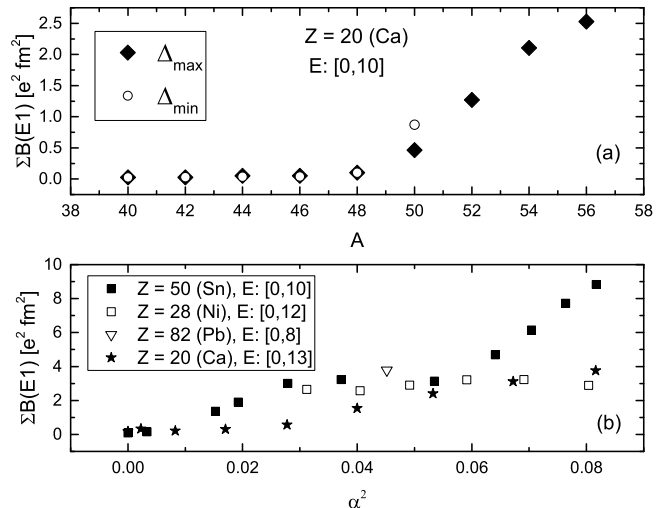 2.5
2.0
1.5
1.0
0.5
0.0
ΣB(E1) [e² fm²]
Δmax
Δmin
Z = 20 (Ca)
E: [0,10]
(a)
38 40 42 44 46 48 50 52 54 56 58
A
10
8
6
4
2
0
ΣB(E1) [e² fm²]
Z = 50 (Sn), E: [0,10]
Z = 28 (Ni), E: [0,12]
Z = 82 (Pb), E: [0,8]
Z = 20 (Ca), E: [0,13]
(b)
0.00 0.02 0.04 0.06 0.08
α²